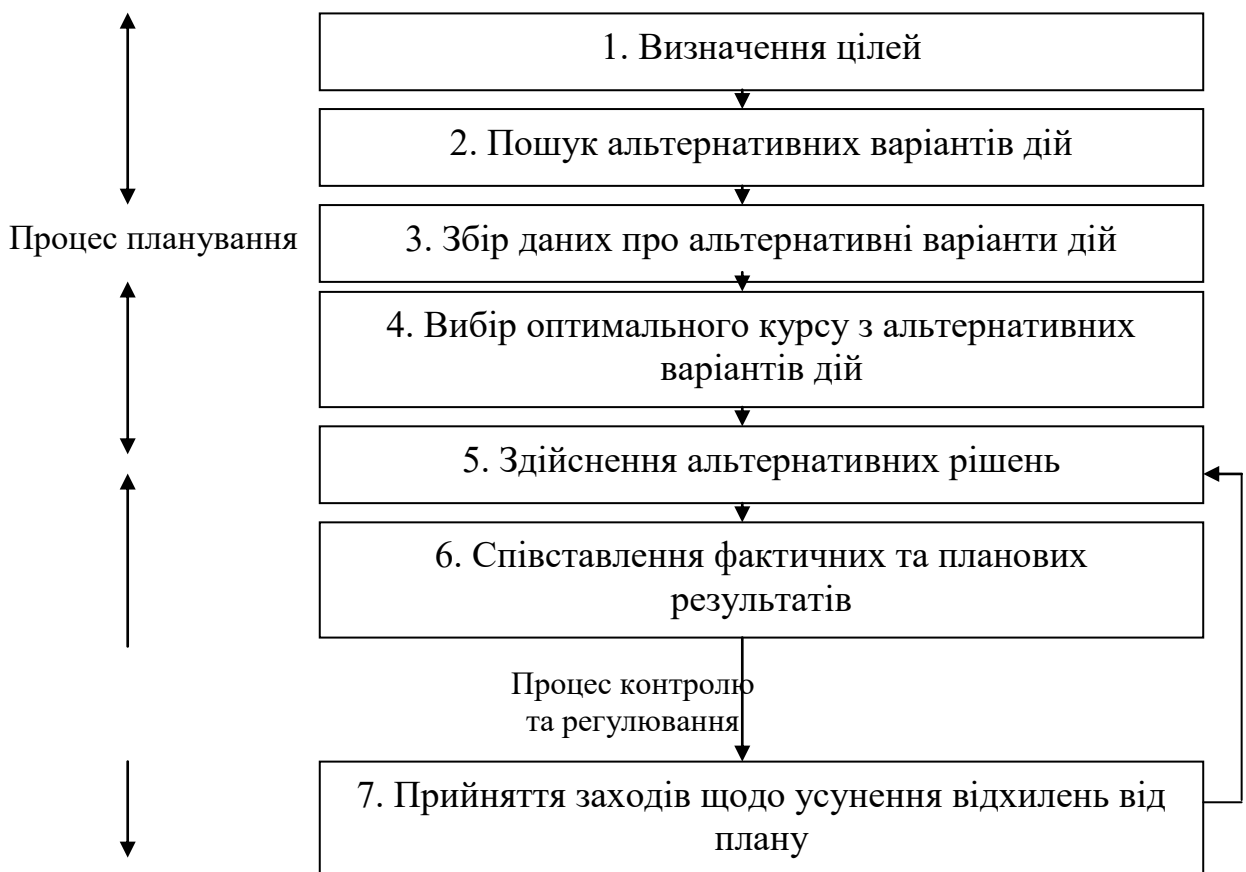 1. Визначення цілей
2. Пошук альтернативних варіантів дій
Процес планування
3. Збір даних про альтернативні варіанти дій
4. Вибір оптимального курсу з альтернативних
варіантів дій
5. Здійснення альтернативних рішень
6. Співставлення фактичних та планових
результатів
Процес контролю
та регулювання
7. Прийняття заходів щодо усунення відхилень від
плану